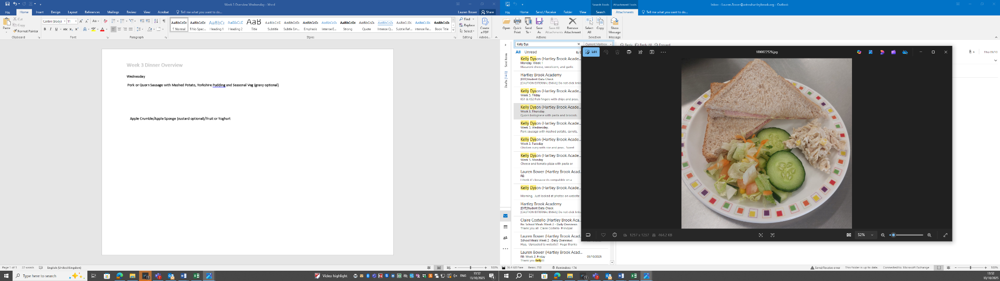 Week 3 Overview Wednesday - Word
Lauren Bower
Share
File
Home
Insert
Design
Layout
References
Mailings
Review
View
Acrobat
Tell me what you want to do...
Paste
Cut
Copy
Format Painter
Clipboard
Calibri (Body)
11
Font
Paragraph
¶ Normal
¶ No Spac...
Heading 1
Heading 2
Title
Subtitle
Subtle Em...
Emphasis
Intense E...
Strong
Quote
Intense Q...
Subtle Ref...
Intense Re...
Book Title
Styles
Find
Replace
Select
Editing
Create
a PDF
Adobe...
Week 3 Dinner Overview
Wednesday
Pork or Quorn Sausage with Mashed Potato, Yorkshire Pudding and Seasonal Veg (gravy optional)
Apple Crumble/Apple Sponge (custard optional)/Fruit or Yoghurt
Page 1 of 1
22 words
English (United Kingdom)
100%
Search Tools
Attachment Tools
Inbox - Lauren.Bower@astreahartleybrook.org - Outlook
File
Home
Send / Receive
Folder
View
Search
Attachments
Tell me what you want to do...
Open
Quick
Print
Send
To
Save
As
Save All
Attachments
Remove
Attachment
Actions
Select
All
Copy
Selection
Show
Message
Message
Kelly Dys
Current Mailbox
All
Unread
By D
Reply
Reply All
Forward
4
Thu 09/10
Sent Items
Drafts [146]
Kelly Dyson (Hartley Brook Acade...
Monday. Week 1
Macaroni cheese, sweetcorn, and garlic
Hartley Brook Academy
[EXT]Student Data Check
[CAUTION EXTERNAL EMAIL] Do not click links
Kelly Dyson (Hartley Brook Acade...
Week 3. Friday
KS1 & KS2 Fish fingers with chips and peas.
Kelly Dyson (Hartley Brook Acade...
Week 3. Thursday.
Quorn bolognese with pasta and broccoli.
Kelly Dyson (Hartley Brook Acade...
Week 3. Wednesday.
Pork sausage with mashed potato, carrots,
Kelly Dyson (Hartley Brook Acade...
Week 3. Tuesday
Chicken curry with rice and peas. Sweet
Kelly Dyson (Hartley Brook Acade...
Week 3. Monday
Cheese and tomato pizza with pasta or
Lauren Bower (Hartley Brook Acad...
RE:
I think it's because its compatible on a
Kelly Dyson (Hartley Brook Acade...
Morning, Just looked at photos on website
Hartley Brook Academy
[EXT]Student Data Check
[CAUTION EXTERNAL EMAIL] Do not click links
Claire Costello (Hartley Brook Aca...
Re: School Meals Week 2 - Daily Overviews
Thank you all Claire Costello Principal
Lauren Bower (Hartley Brook Acad...
School Meals Week 2 - Daily Overviews
Hiya, Uploaded to website!! Huge thanks
Lauren Bower (Hartley Brook Acad...
RE: Week 2. Friday
03/10/2025
Thank you Kelly
Edit
1000022528.jpg
1257 x 1257
464.2 KB
52%
26.4 GB Free
Items: 250
Reminders: 174
Send/Receive error
This folder is up to date.
Connected to: Microsoft Exchange
100%
Type here to search
Video highlight
ENG
13:52
13/10/2025
13:52
13/10/2025